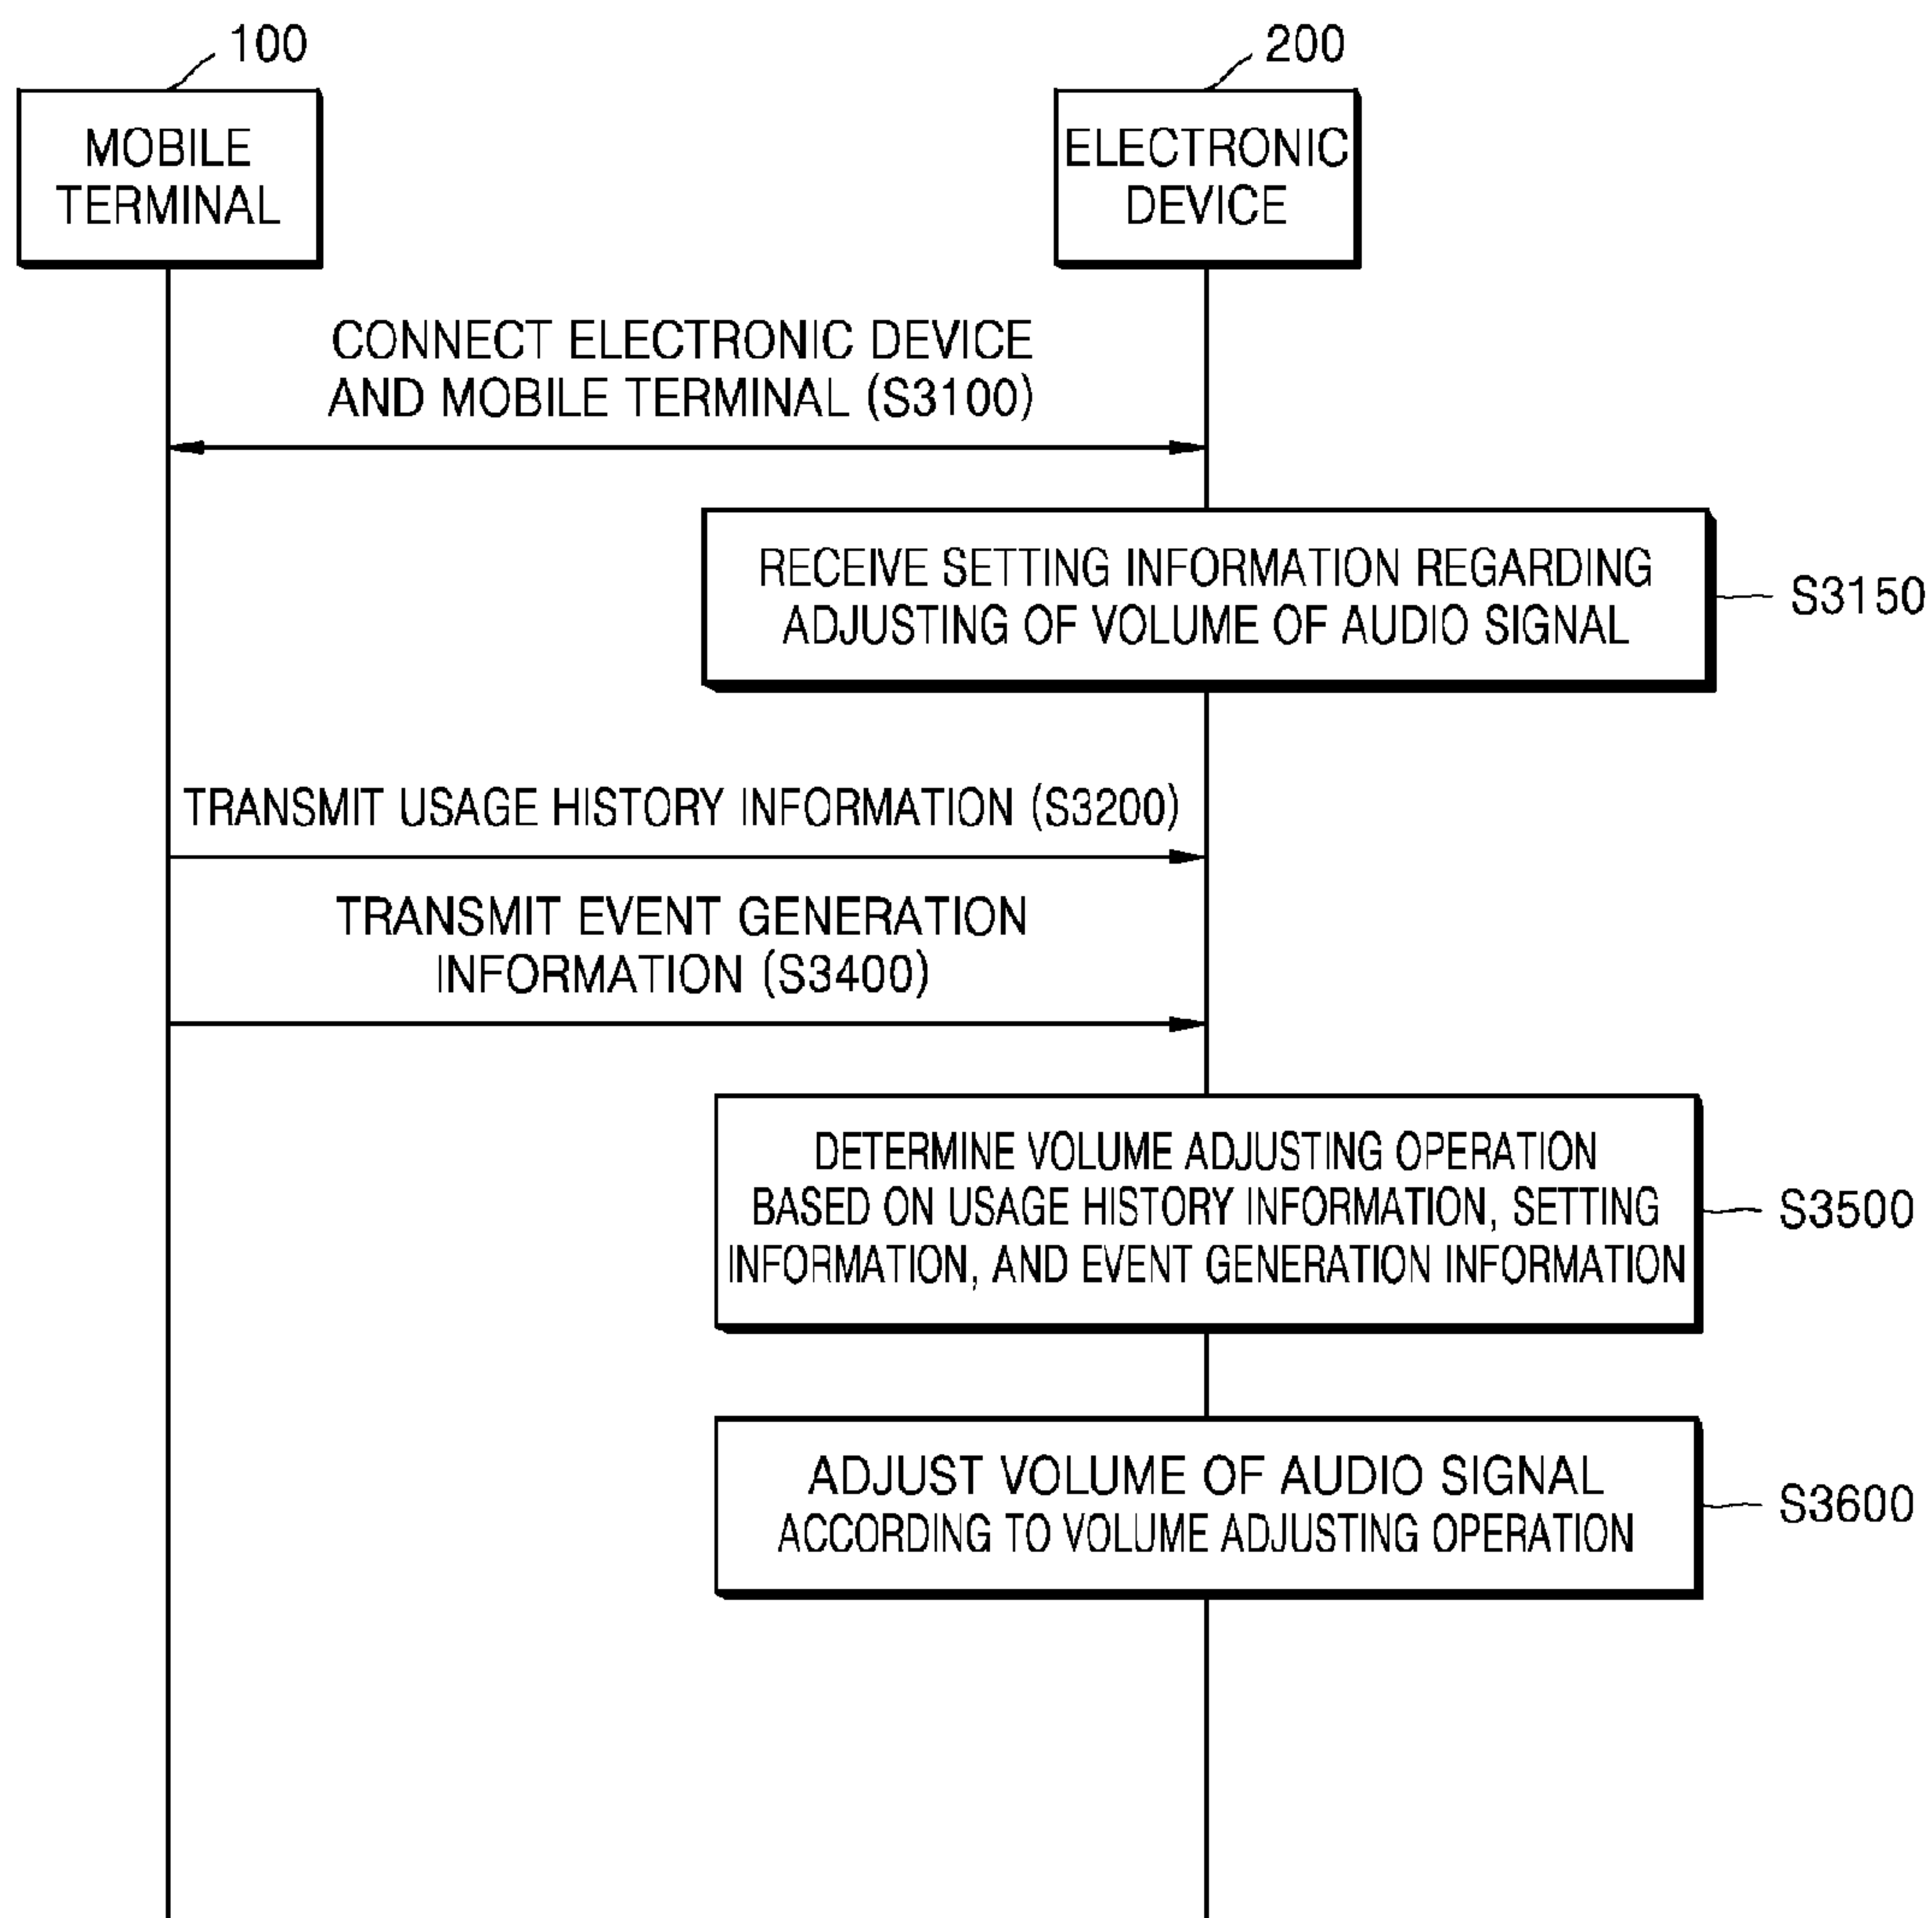 100
200
MOBILE
TERMINAL
ELECTRONIC
DEVICE
CONNECT ELECTRONIC DEVICE
AND MOBILE TERMINAL (S3100)
RECEIVE SETTING INFORMATION REGARDING
ADJUSTING OF VOLUME OF AUDIO SIGNAL
S3150
TRANSMIT USAGE HISTORY INFORMATION (S3200)
TRANSMIT EVENT GENERATION
INFORMATION (S3400)
DETERMINE VOLUME ADJUSTING OPERATION
BASED ON USAGE HISTORY INFORMATION, SETTING
INFORMATION, AND EVENT GENERATION INFORMATION
S3500
ADJUST VOLUME OF AUDIO SIGNAL
ACCORDING TO VOLUME ADJUSTING OPERATION
S3600